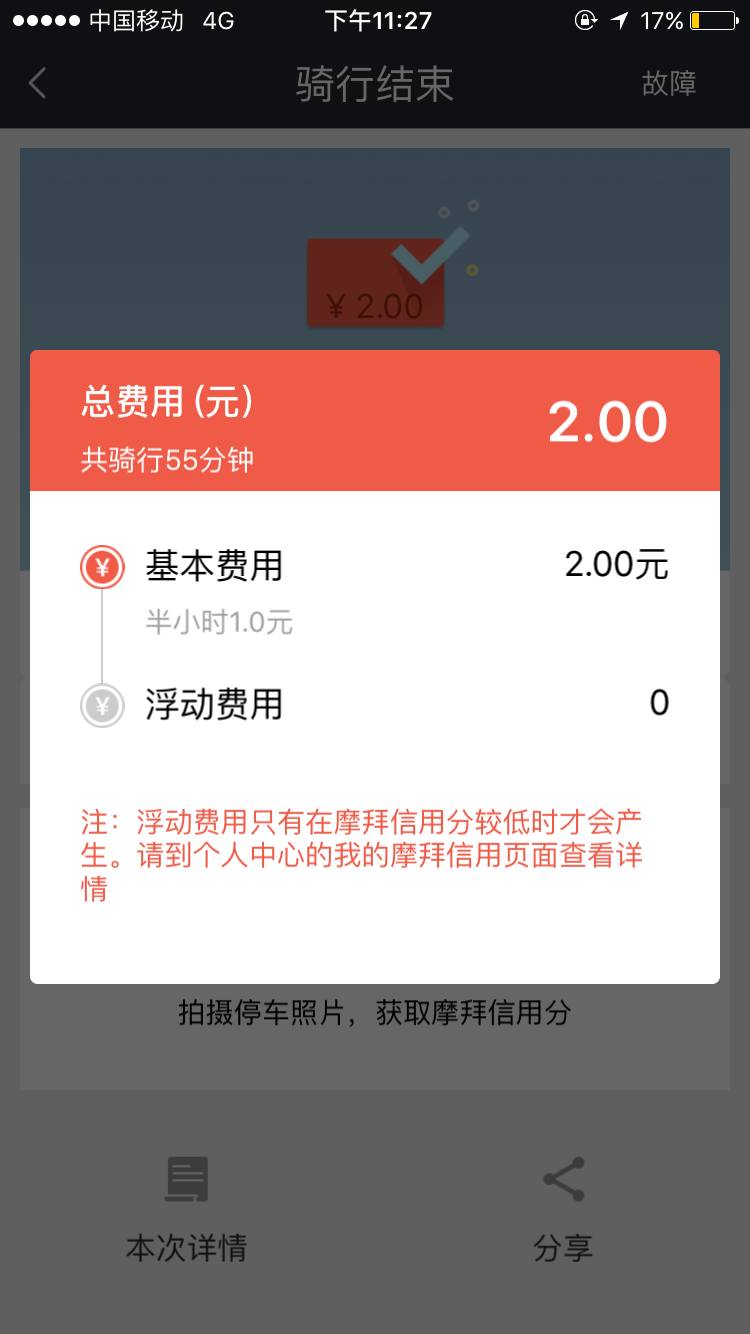 中国移动 4G 下午11:27 17%
骑行结束 故障
¥ 2.00
总费用 (元) 2.00
共骑行55分钟
¥ 基本费用 2.00元
半小时1.0元
¥ 浮动费用 0
注：浮动费用只有在摩拜信用分较低时才会产
生。请到个人中心的我的摩拜信用页面查看详
情
拍摄停车照片，获取摩拜信用分
本次详情 分享